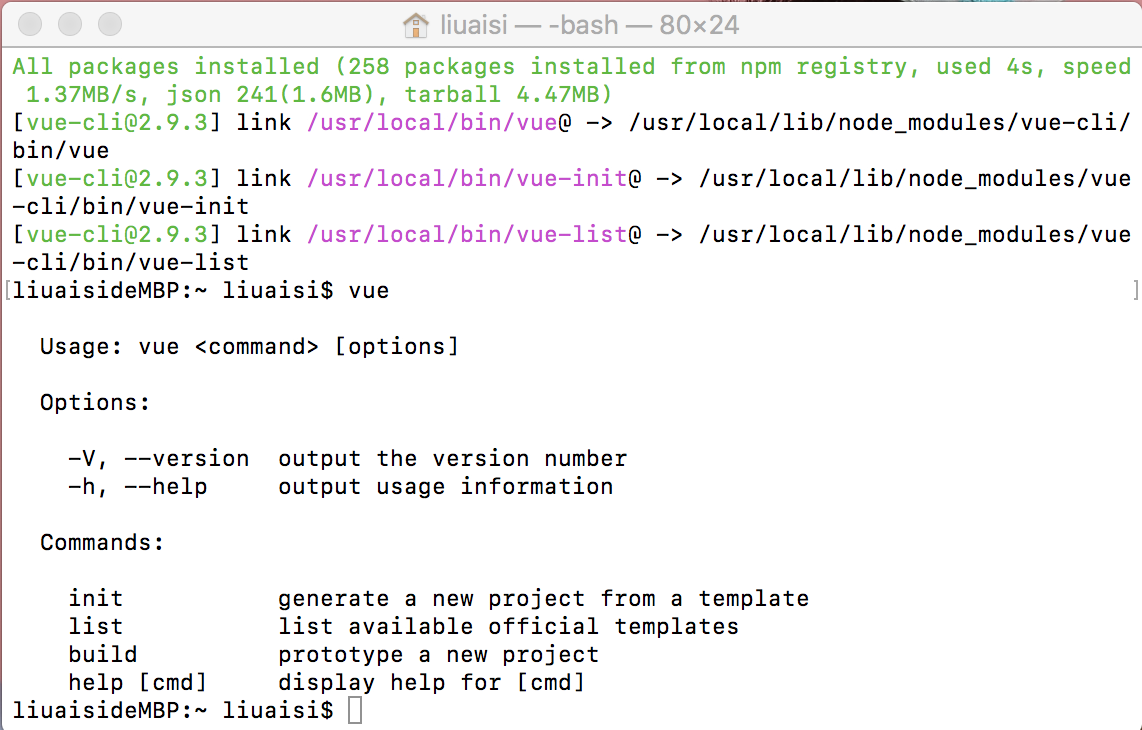 liuaisi — -bash — 80×24
All packages installed (258 packages installed from npm registry, used 4s, speed
1.37MB/s, json 241(1.6MB), tarball 4.47MB)
[vue-cli@2.9.3] link /usr/local/bin/vue@ -> /usr/local/lib/node_modules/vue-cli/
bin/vue
[vue-cli@2.9.3] link /usr/local/bin/vue-init@ -> /usr/local/lib/node_modules/vue
-cli/bin/vue-init
[vue-cli@2.9.3] link /usr/local/bin/vue-list@ -> /usr/local/lib/node_modules/vue
-cli/bin/vue-list
[liuaisideMBP:~ liuaisi$ vue ]
Usage: vue <command> [options]
Options:
-V, --version output the version number
-h, --help output usage information
Commands:
init generate a new project from a template
list list available official templates
build prototype a new project
help [cmd] display help for [cmd]
liuaisideMBP:~ liuaisi$